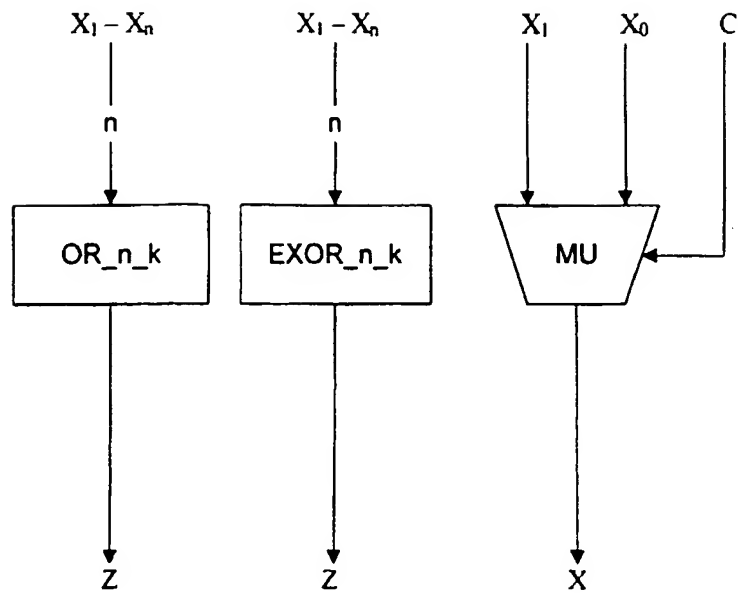 X₁ – Xₙ X₁ – Xₙ X₁ X₀ C
n n
OR_n_k EXOR_n_k MU
Z Z X